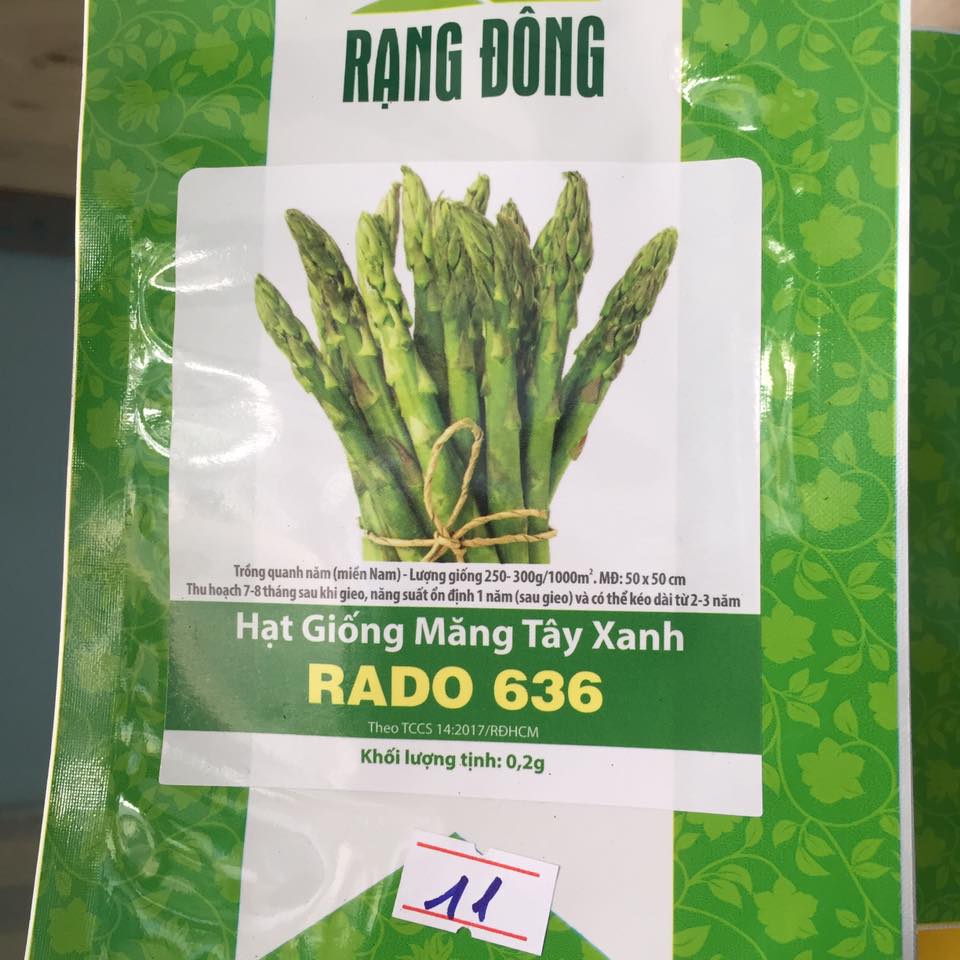 RẠNG ĐÔNG
Trồng quanh năm (miền Nam) - Lượng giống 250- 300g/1000m². MĐ: 50 x 50 cm
Thu hoạch 7-8 tháng sau khi gieo, năng suất ổn định 1 năm (sau gieo) và có thể kéo dài từ 2-3 năm
Hạt Giống Măng Tây Xanh
RADO 636
Theo TCCS 14:2017/RĐHCM
Khối lượng tịnh: 0,2g
11